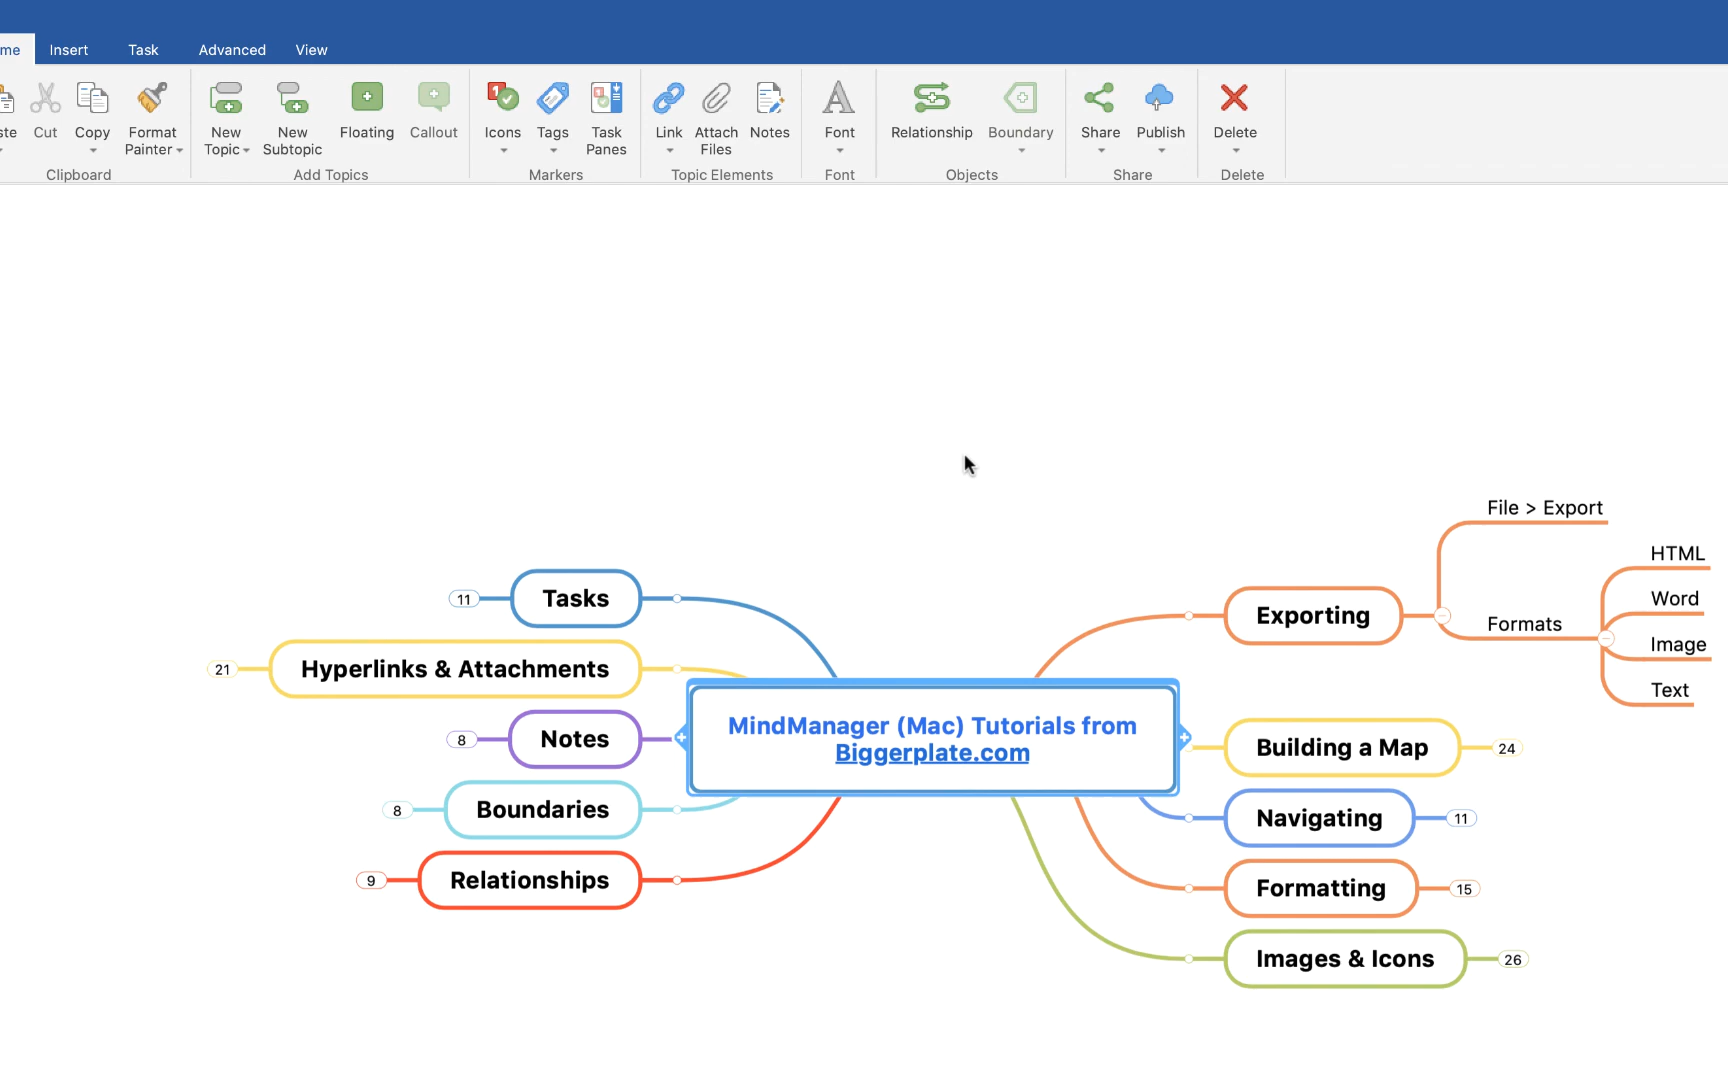 me Insert Task Advanced View
ste Cut Copy Format Painter
Clipboard
New Topic New Subtopic Floating Callout
Add Topics
Icons Tags Task Panes
Markers
Link Attach Files Notes
Topic Elements
Font
Font
Relationship Boundary
Objects
Share Publish
Share
Delete
Delete
MindManager (Mac) Tutorials from
Biggerplate.com
11 Tasks
21 Hyperlinks & Attachments
8 Notes
8 Boundaries
9 Relationships
Exporting
File > Export
Formats
HTML
Word
Image
Text
Building a Map 24
Navigating 11
Formatting 15
Images & Icons 26